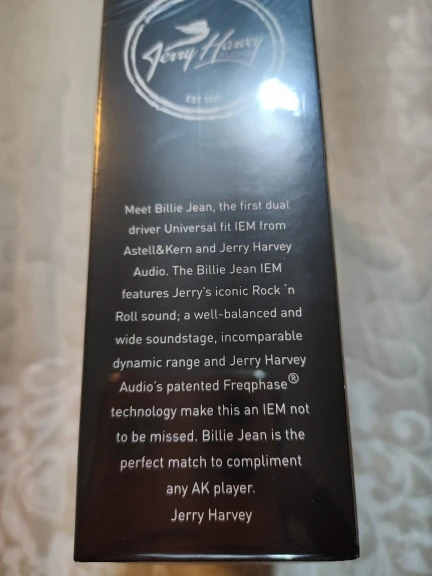 Jerry Harvey
AUDIO
EST 1995
Meet Billie Jean, the first dual
driver Universal fit IEM from
Astell&Kern and Jerry Harvey
Audio. The Billie Jean IEM
features Jerry's iconic Rock 'n
Roll sound; a well-balanced and
wide soundstage, incomparable
dynamic range and Jerry Harvey
Audio's patented Freqphase®
technology make this an IEM not
to be missed. Billie Jean is the
perfect match to compliment
any AK player.
Jerry Harvey